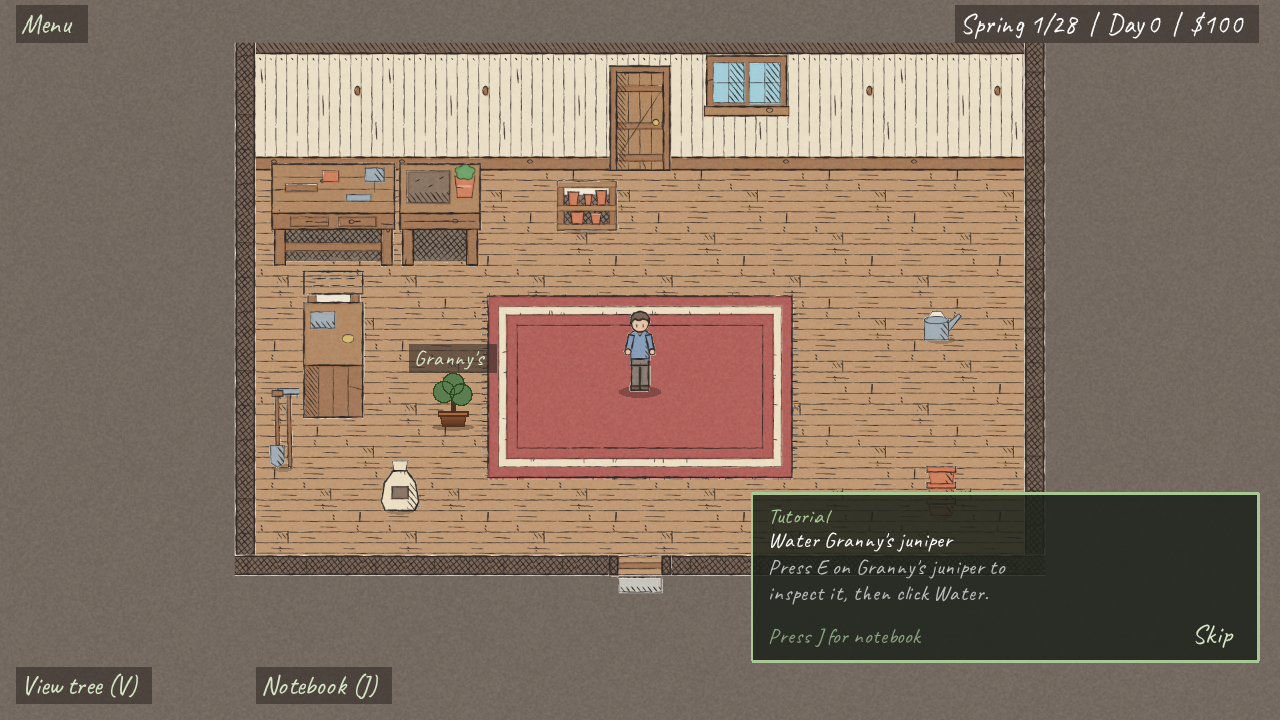 Menu
Spring 1/28 | Day 0 | $100
Granny's
Tutorial
Water Granny's juniper
Press E on Granny's juniper to
inspect it, then click Water.
Press J for notebook
Skip
View tree (V)
Notebook (J)